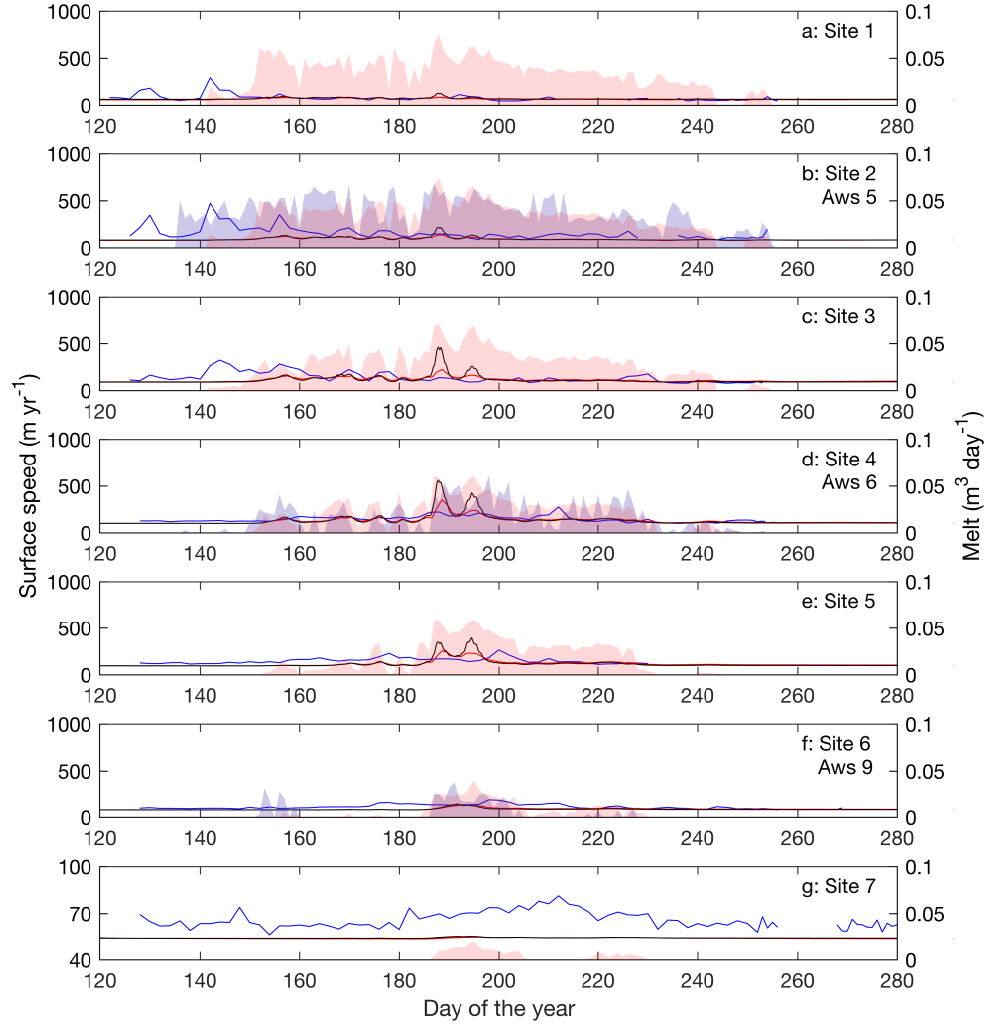 1000 0.1
a: Site 1
500 0.05
0 0
120 140 160 180 200 220 240 260 280
1000 0.1
b: Site 2
Aws 5
500 0.05
0 0
120 140 160 180 200 220 240 260 280
1000 0.1
c: Site 3
500 0.05
0 0
120 140 160 180 200 220 240 260 280
1000 0.1
d: Site 4
Aws 6
500 0.05
0 0
120 140 160 180 200 220 240 260 280
1000 0.1
e: Site 5
500 0.05
0 0
120 140 160 180 200 220 240 260 280
1000 0.1
f: Site 6
Aws 9
500 0.05
0 0
120 140 160 180 200 220 240 260 280
100 0.1
g: Site 7
70 0.05
40 0
120 140 160 180 200 220 240 260 280
Day of the year
Surface speed (m yr⁻¹)
Melt (m³ day⁻¹)